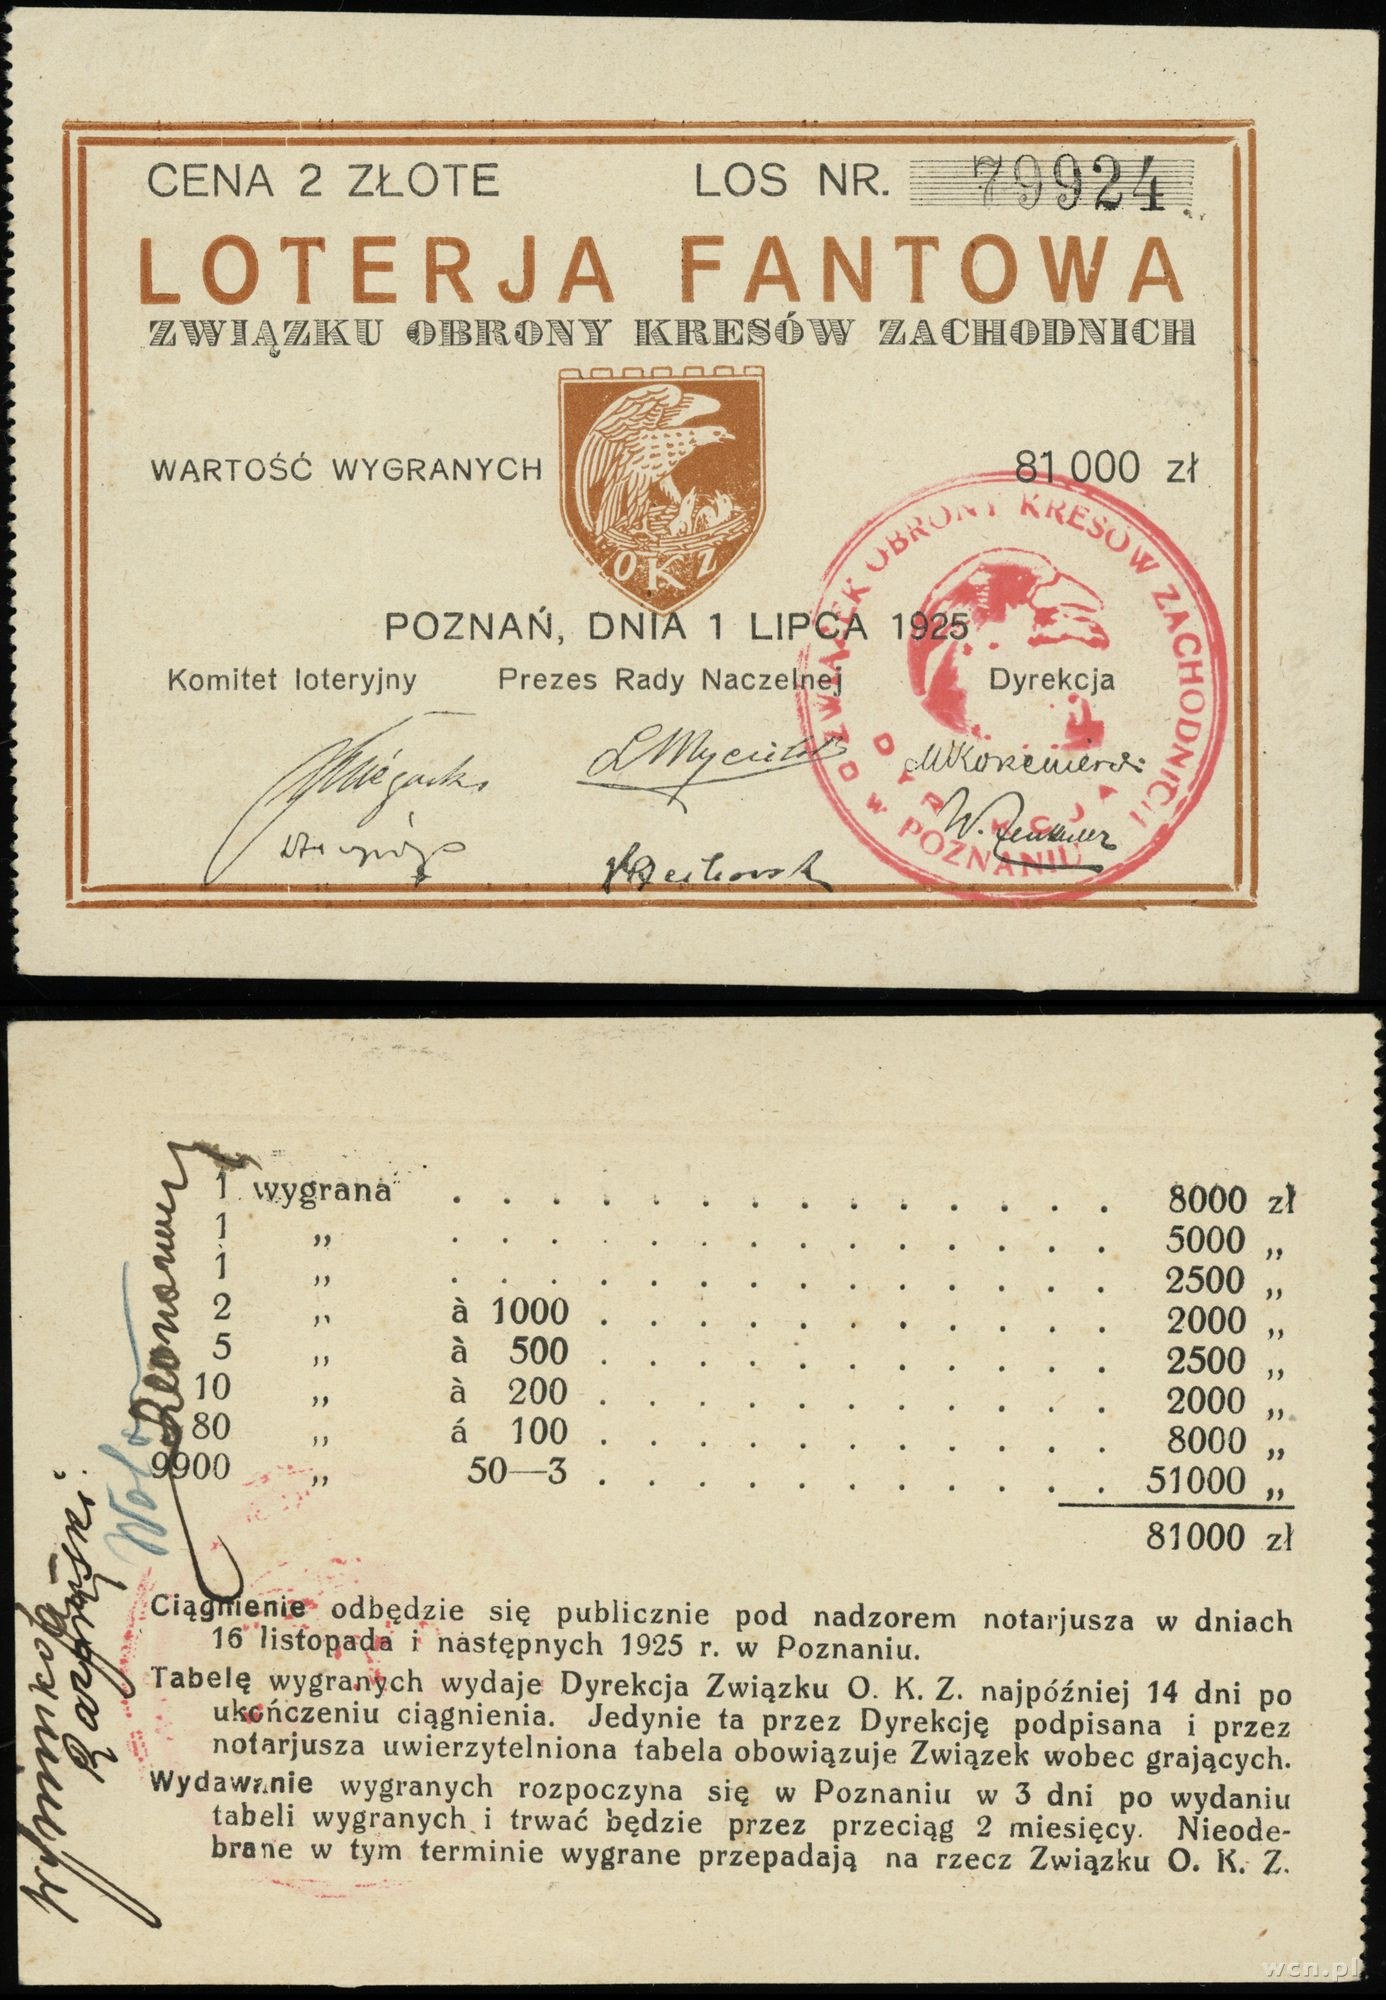 CENA 2 ZŁOTE LOS NR. 79924
LOTERJA FANTOWA
ZWIĄZKU OBRONY KRESÓW ZACHODNICH
WARTOŚĆ WYGRANYCH 81 000 zł
OKZ
ZWIĄZEK OBRONY KRESÓW ZACHODNICH
DYREKCJA
W POZNANIU
POZNAŃ, DNIA 1 LIPCA 1925
Komitet loteryjny Prezes Rady Naczelnej Dyrekcja
1 wygrana . . . . . . . . . . . . . . 8000 zł
1 „ . . . . . . . . . . . . . . 5000 „
1 „ . . . . . . . . . . . . . . 2500 „
2 „ à 1000 . . . . . . . . . . . 2000 „
5 „ à 500 . . . . . . . . . . . 2500 „
10 „ à 200 . . . . . . . . . . . 2000 „
80 „ á 100 . . . . . . . . . . . 8000 „
9900 „ 50—3 . . . . . . . . . . . 51000 „
81000 zł
Ciągnienie odbędzie się publicznie pod nadzorem notarjusza w dniach
16 listopada i następnych 1925 r. w Poznaniu.
Tabelę wygranych wydaje Dyrekcja Związku O. K. Z. najpóźniej 14 dni po
ukończeniu ciągnienia. Jedynie ta przez Dyrekcję podpisana i przez
notarjusza uwierzytelniona tabela obowiązuje Związek wobec grających.
Wydawanie wygranych rozpoczyna się w Poznaniu w 3 dni po wydaniu
tabeli wygranych i trwać będzie przez przeciąg 2 miesięcy. Nieode-
brane w tym terminie wygrane przepadają na rzecz Związku O. K. Z.
wcn.pl